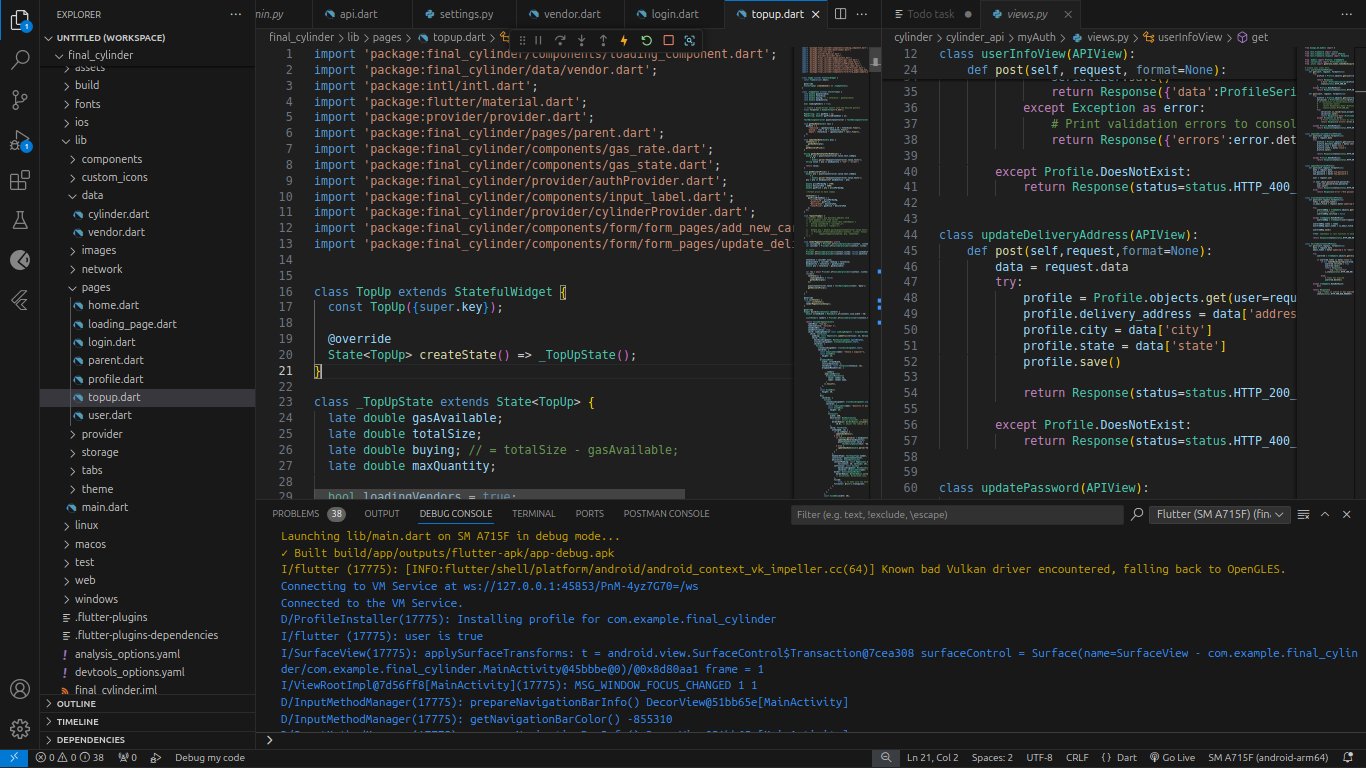 EXPLORER
UNTITLED (WORKSPACE)
final_cylinder
assets
build
fonts
ios
lib
components
custom_icons
data
cylinder.dart
vendor.dart
images
network
pages
home.dart
loading_page.dart
login.dart
parent.dart
profile.dart
topup.dart
user.dart
provider
storage
tabs
theme
main.dart
linux
macos
test
web
windows
.flutter-plugins
.flutter-plugins-dependencies
analysis_options.yaml
devtools_options.yaml
final_cylinder.iml
OUTLINE
TIMELINE
DEPENDENCIES
api.dart
settings.py
vendor.dart
login.dart
topup.dart
final_cylinder > lib > pages > topup.dart >
1 import 'package:final_cylinder/components/loading_component.dart';
2 import 'package:final_cylinder/data/vendor.dart';
3 import 'package:intl/intl.dart';
4 import 'package:flutter/material.dart';
5 import 'package:provider/provider.dart';
6 import 'package:final_cylinder/pages/parent.dart';
7 import 'package:final_cylinder/components/gas_rate.dart';
8 import 'package:final_cylinder/components/gas_state.dart';
9 import 'package:final_cylinder/provider/authProvider.dart';
10 import 'package:final_cylinder/components/input_label.dart';
11 import 'package:final_cylinder/provider/cylinderProvider.dart';
12 import 'package:final_cylinder/components/form/form_pages/add_new_car
13 import 'package:final_cylinder/components/form/form_pages/update_deli
14
15
16 class TopUp extends StatefulWidget {
17 const TopUp({super.key});
18
19 @override
20 State<TopUp> createState() => _TopUpState();
21 }
22
23 class _TopUpState extends State<TopUp> {
24 late double gasAvailable;
25 late double totalSize;
26 late double buying; // = totalSize - gasAvailable;
27 late double maxQuantity;
28
29 bool loadingVendors = true;
Todo task
views.py
cylinder > cylinder_api > myAuth > views.py > userInfoView > get
12 class userInfoView(APIView):
24 def post(self, request, format=None):
35 return Response({'data':ProfileSeri
36 except Exception as error:
37 # Print validation errors to consol
38 return Response({'errors':error.det
39
40 except Profile.DoesNotExist:
41 return Response(status=status.HTTP_400_
42
43
44 class updateDeliveryAddress(APIView):
45 def post(self,request,format=None):
46 data = request.data
47 try:
48 profile = Profile.objects.get(user=requ
49 profile.delivery_address = data['addres
50 profile.city = data['city']
51 profile.state = data['state']
52 profile.save()
53
54 return Response(status=status.HTTP_200_
55
56 except Profile.DoesNotExist:
57 return Response(status=status.HTTP_400_
58
59
60 class updatePassword(APIView):
PROBLEMS 38 OUTPUT DEBUG CONSOLE TERMINAL PORTS POSTMAN CONSOLE
Filter (e.g. text, !exclude, \escape)
Flutter (SM A715F) (fin
Launching lib/main.dart on SM A715F in debug mode...
✓ Built build/app/outputs/flutter-apk/app-debug.apk
I/flutter (17775): [INFO:flutter/shell/platform/android/android_context_vk_impeller.cc(64)] Known bad Vulkan driver encountered, falling back to OpenGLES.
Connecting to VM Service at ws://127.0.0.1:45853/PnM-4yz7G70=/ws
Connected to the VM Service.
D/ProfileInstaller(17775): Installing profile for com.example.final_cylinder
I/flutter (17775): user is true
I/SurfaceView(17775): applySurfaceTransforms: t = android.view.SurfaceControl$Transaction@7cea308 surfaceControl = Surface(name=SurfaceView - com.example.final_cylin
der/com.example.final_cylinder.MainActivity@45bbbe@0)/@0x8d80aa1 frame = 1
I/ViewRootImpl@7d56ff8[MainActivity](17775): MSG_WINDOW_FOCUS_CHANGED 1 1
D/InputMethodManager(17775): prepareNavigationBarInfo() DecorView@51bb65e[MainActivity]
D/InputMethodManager(17775): getNavigationBarColor() -855310
0 0 38 0 Debug my code
Ln 21, Col 2 Spaces: 2 UTF-8 CRLF {} Dart Go Live SM A715F (android-arm64)